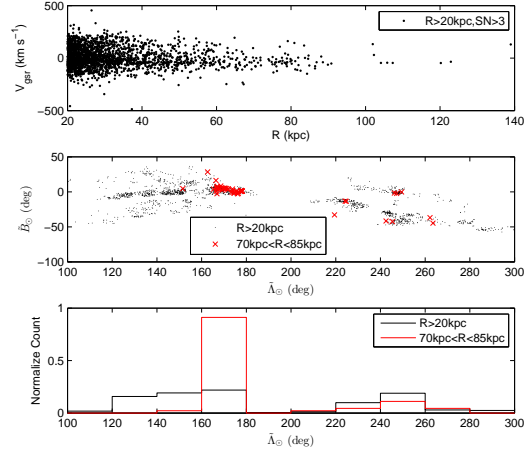 500
0
−500
V_gsr (km s⁻¹)
R>20kpc,SN>3
20 40 60 80 100 120 140
R (kpc)
50
0
−50
−100
B̃⊙ (deg)
R>20kpc
70kpc<R<85kpc
100 120 140 160 180 200 220 240 260 280 300
Λ̃⊙ (deg)
1
0.5
0
Normalize Count
R>20kpc
70kpc<R<85kpc
100 120 140 160 180 200 220 240 260 280 300
Λ̃⊙ (deg)